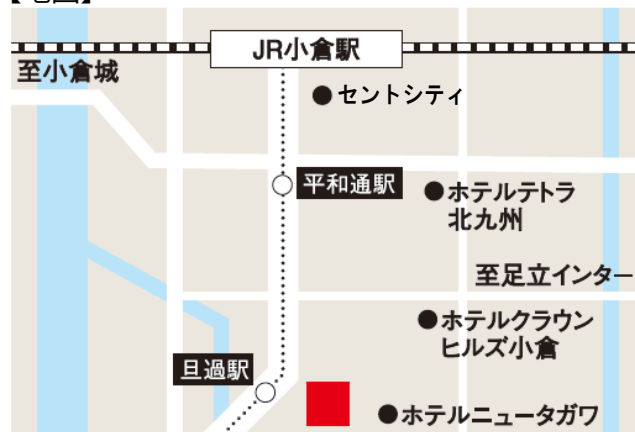 【地図】
JR小倉駅
至小倉城
●セントシティ
平和通駅
●ホテルテトラ
北九州
至足立インター
●ホテルクラウン
ヒルズ小倉
旦過駅
●ホテルニュータガワ